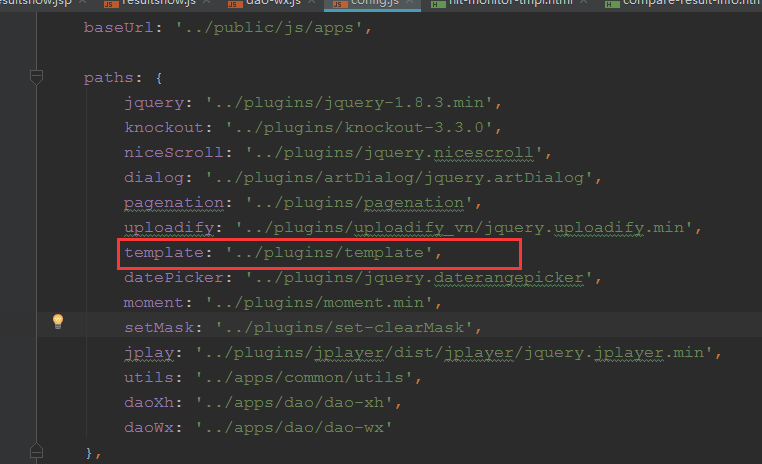 resultshow.js dao-wx.js config.js hit-monitor-tmpl.html compare-result-info.htm
baseUrl: '../public/js/apps',
paths: {
jquery: '../plugins/jquery-1.8.3.min',
knockout: '../plugins/knockout-3.3.0',
niceScroll: '../plugins/jquery.nicescroll',
dialog: '../plugins/artDialog/jquery.artDialog',
pagenation: '../plugins/pagenation',
uploadify: '../plugins/uploadify_vn/jquery.uploadify.min',
template: '../plugins/template',
datePicker: '../plugins/jquery.daterangepicker',
moment: '../plugins/moment.min',
setMask: '../plugins/set-clearMask',
jplay: '../plugins/jplayer/dist/jplayer/jquery.jplayer.min',
utils: '../apps/common/utils',
daoXh: '../apps/dao/dao-xh',
daoWx: '../apps/dao/dao-wx'
},